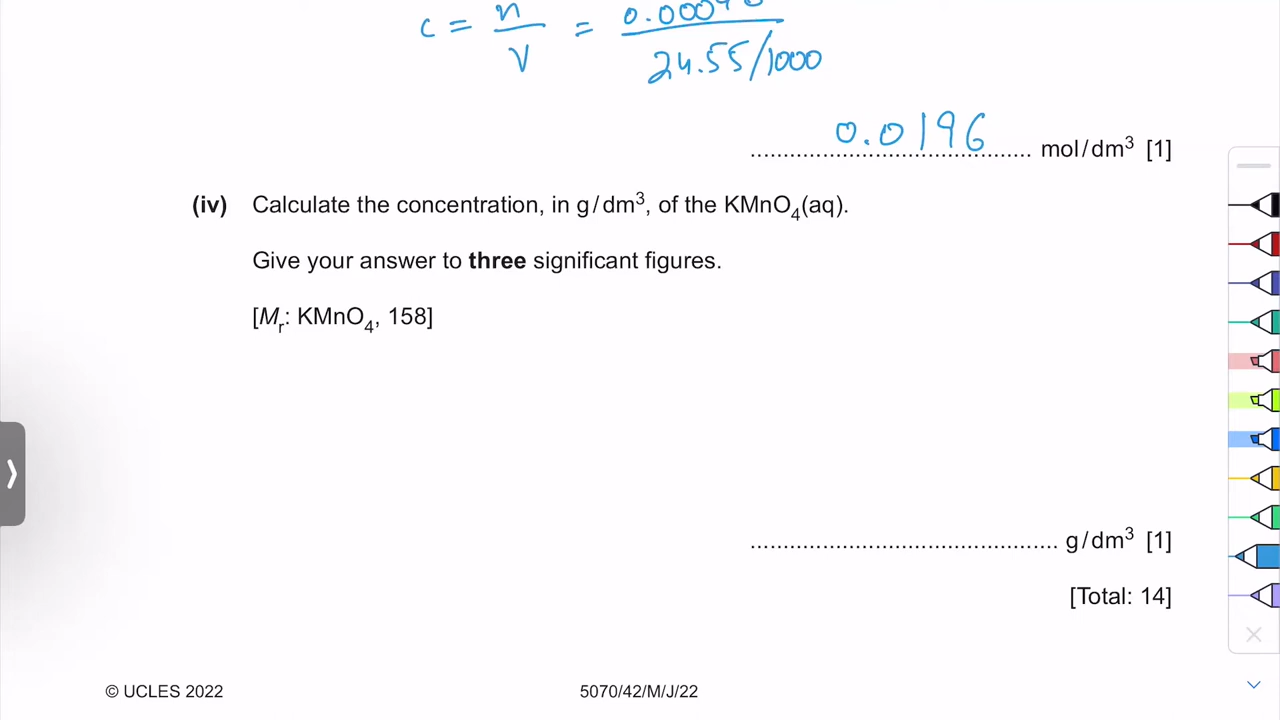 c = n/V = 0.00048 / 24.55/1000
0.0196 mol/dm³ [1]
(iv) Calculate the concentration, in g/dm³, of the KMnO₄(aq).
Give your answer to three significant figures.
[Mᵣ: KMnO₄, 158]
g/dm³ [1]
[Total: 14]
© UCLES 2022 5070/42/M/J/22